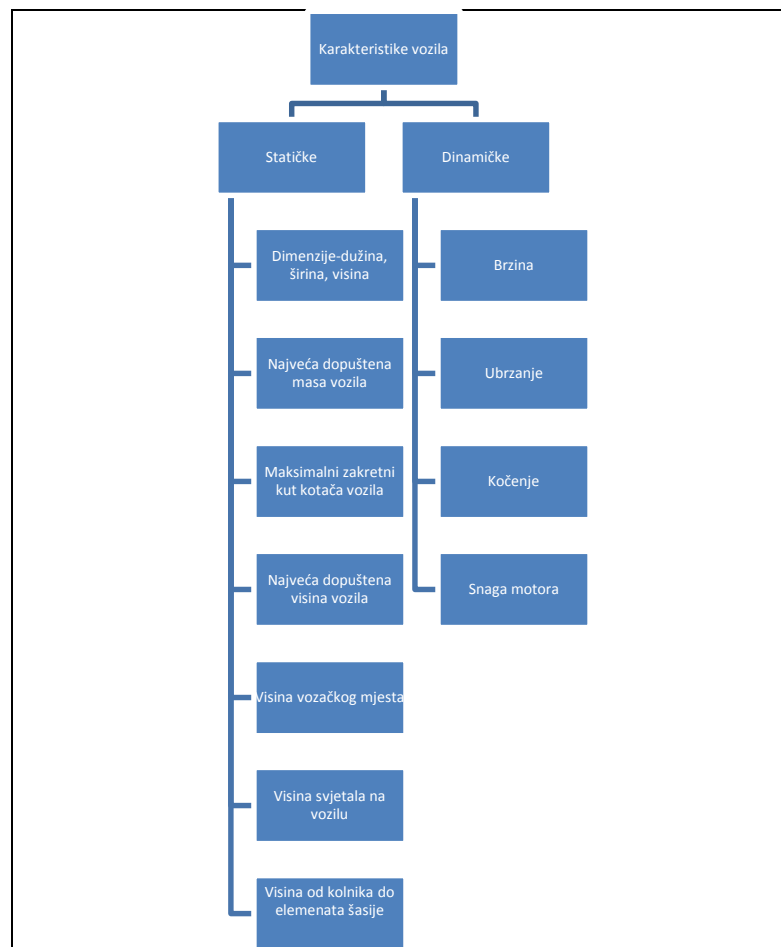 Karakteristike vozila
Statičke
Dimenzije-dužina,
širina, visina
Najveća dopuštena
masa vozila
Maksimalni zakretni
kut kotača vozila
Najveća dopuštena
visina vozila
Visina vozačkog mjesta
Visina svjetala na
vozilu
Visina od kolnika do
elemenata šasije
Dinamičke
Brzina
Ubrzanje
Kočenje
Snaga motora